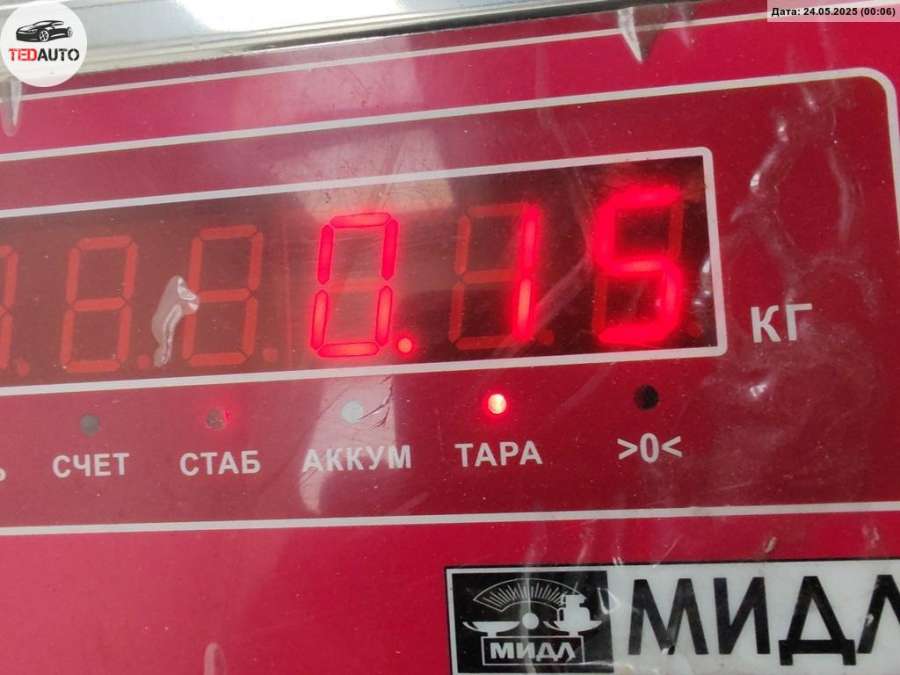 Дата: 24.05.2025 (00:06)
TEDAUTO
0.15
КГ
СЧЕТ СТАБ АККУМ ТАРА >0<
МИДЛ
МИДЛ